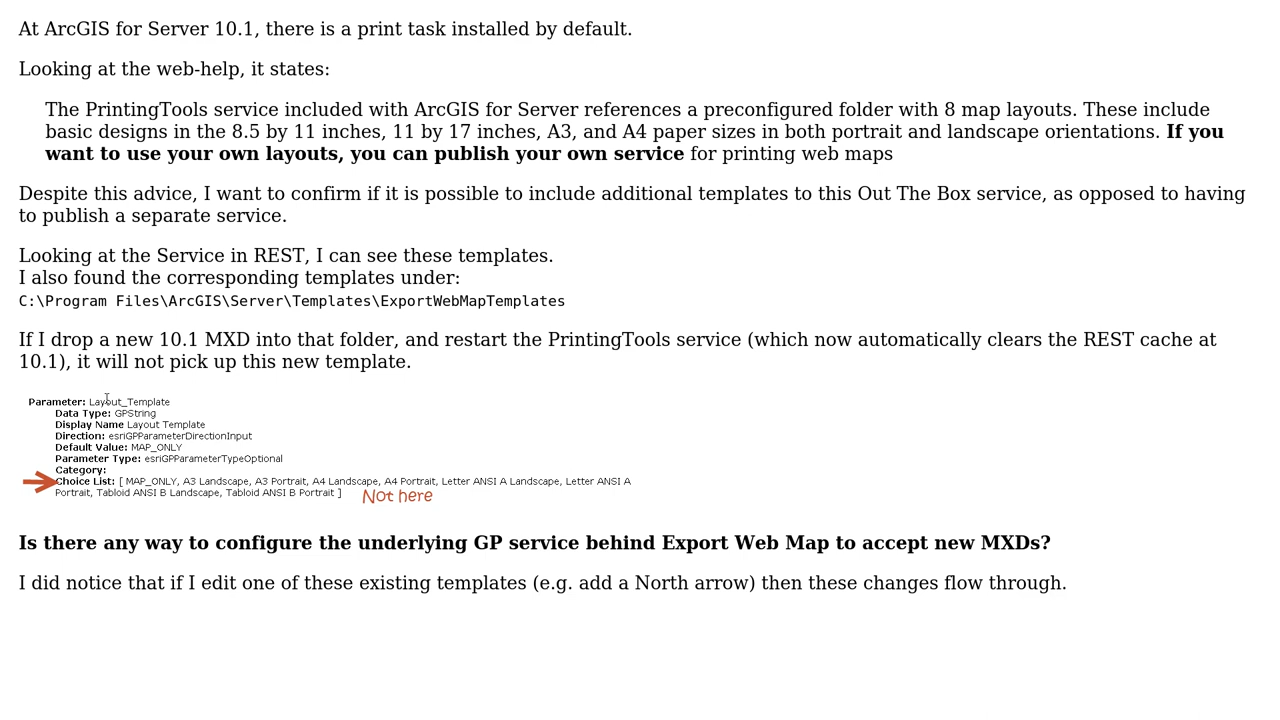 At ArcGIS for Server 10.1, there is a print task installed by default.
Looking at the web-help, it states:
The PrintingTools service included with ArcGIS for Server references a preconfigured folder with 8 map layouts. These include
basic designs in the 8.5 by 11 inches, 11 by 17 inches, A3, and A4 paper sizes in both portrait and landscape orientations. If you
want to use your own layouts, you can publish your own service for printing web maps
Despite this advice, I want to confirm if it is possible to include additional templates to this Out The Box service, as opposed to having
to publish a separate service.
Looking at the Service in REST, I can see these templates.
I also found the corresponding templates under:
C:\Program Files\ArcGIS\Server\Templates\ExportWebMapTemplates
If I drop a new 10.1 MXD into that folder, and restart the PrintingTools service (which now automatically clears the REST cache at
10.1), it will not pick up this new template.
Parameter: Layout_Template
Data Type: GPString
Display Name Layout Template
Direction: esriGPParameterDirectionInput
Default Value: MAP_ONLY
Parameter Type: esriGPParameterTypeOptional
Category:
Choice List: [ MAP_ONLY, A3 Landscape, A3 Portrait, A4 Landscape, A4 Portrait, Letter ANSI A Landscape, Letter ANSI A
Portrait, Tabloid ANSI B Landscape, Tabloid ANSI B Portrait ] Not here
Is there any way to configure the underlying GP service behind Export Web Map to accept new MXDs?
I did notice that if I edit one of these existing templates (e.g. add a North arrow) then these changes flow through.